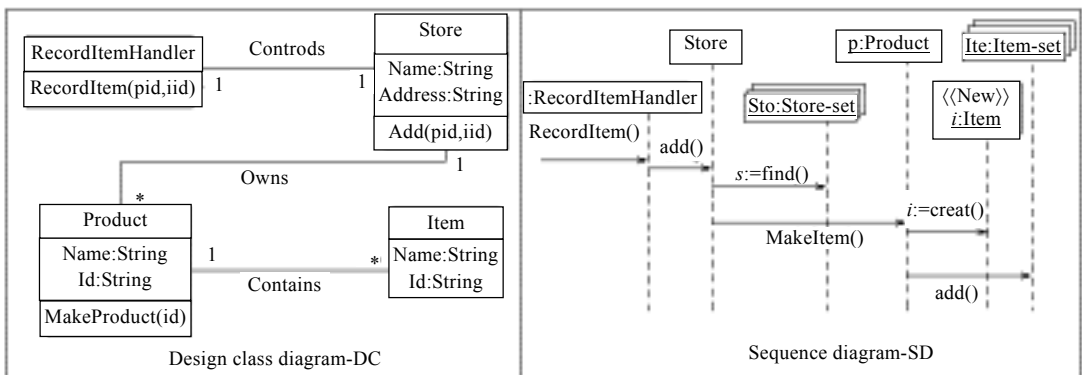 RecordItemHandler
RecordItem(pid,iid)
Controds
1
1
Store
Name:String
Address:String
Add(pid,iid)
1
Owns
*
Product
Name:String
Id:String
MakeProduct(id)
1
Contains
*
Item
Name:String
Id:String
Design class diagram-DC
Store
p:Product
Ite:Item-set
:RecordItemHandler
Sto:Store-set
⟨⟨New⟩⟩
i:Item
RecordItem()
add()
s:=find()
MakeItem()
i:=creat()
add()
Sequence diagram-SD